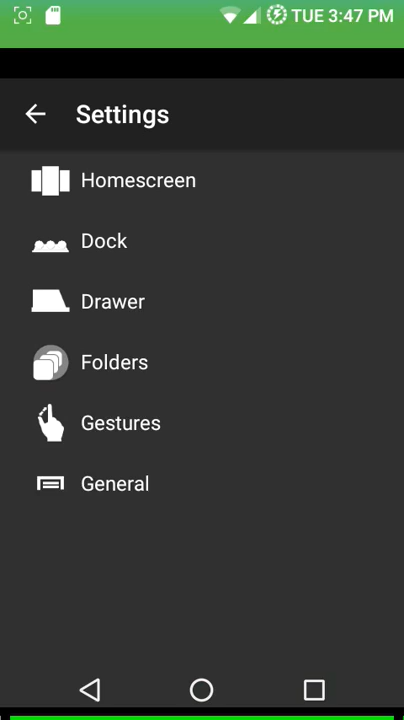 TUE 3:47 PM
Settings
Homescreen
Dock
Drawer
Folders
Gestures
General